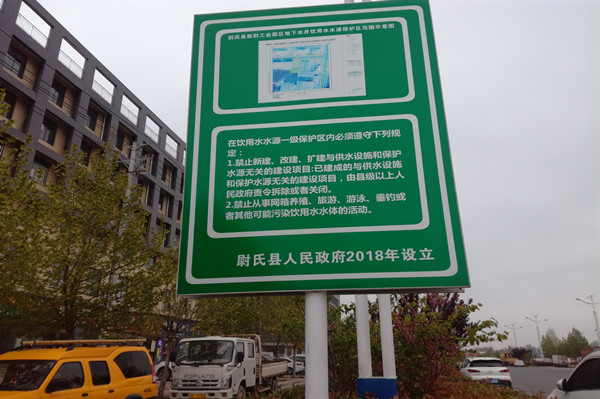 尉氏县新尉工业园区地下水井饮用水水源保护区范围示意图
在饮用水水源一级保护区内必须遵守下列规
定：
1.禁止新建、改建、扩建与供水设施和保护
水源无关的建设项目:已建成的与供水设施
和保护水源无关的建设项目，由县级以上人
民政府责令拆除或者关闭。
2.禁止从事网箱养殖、旅游、游泳、垂钓或
者其他可能污染饮用水水体的活动。
尉氏县人民政府2018年设立
FORLAND